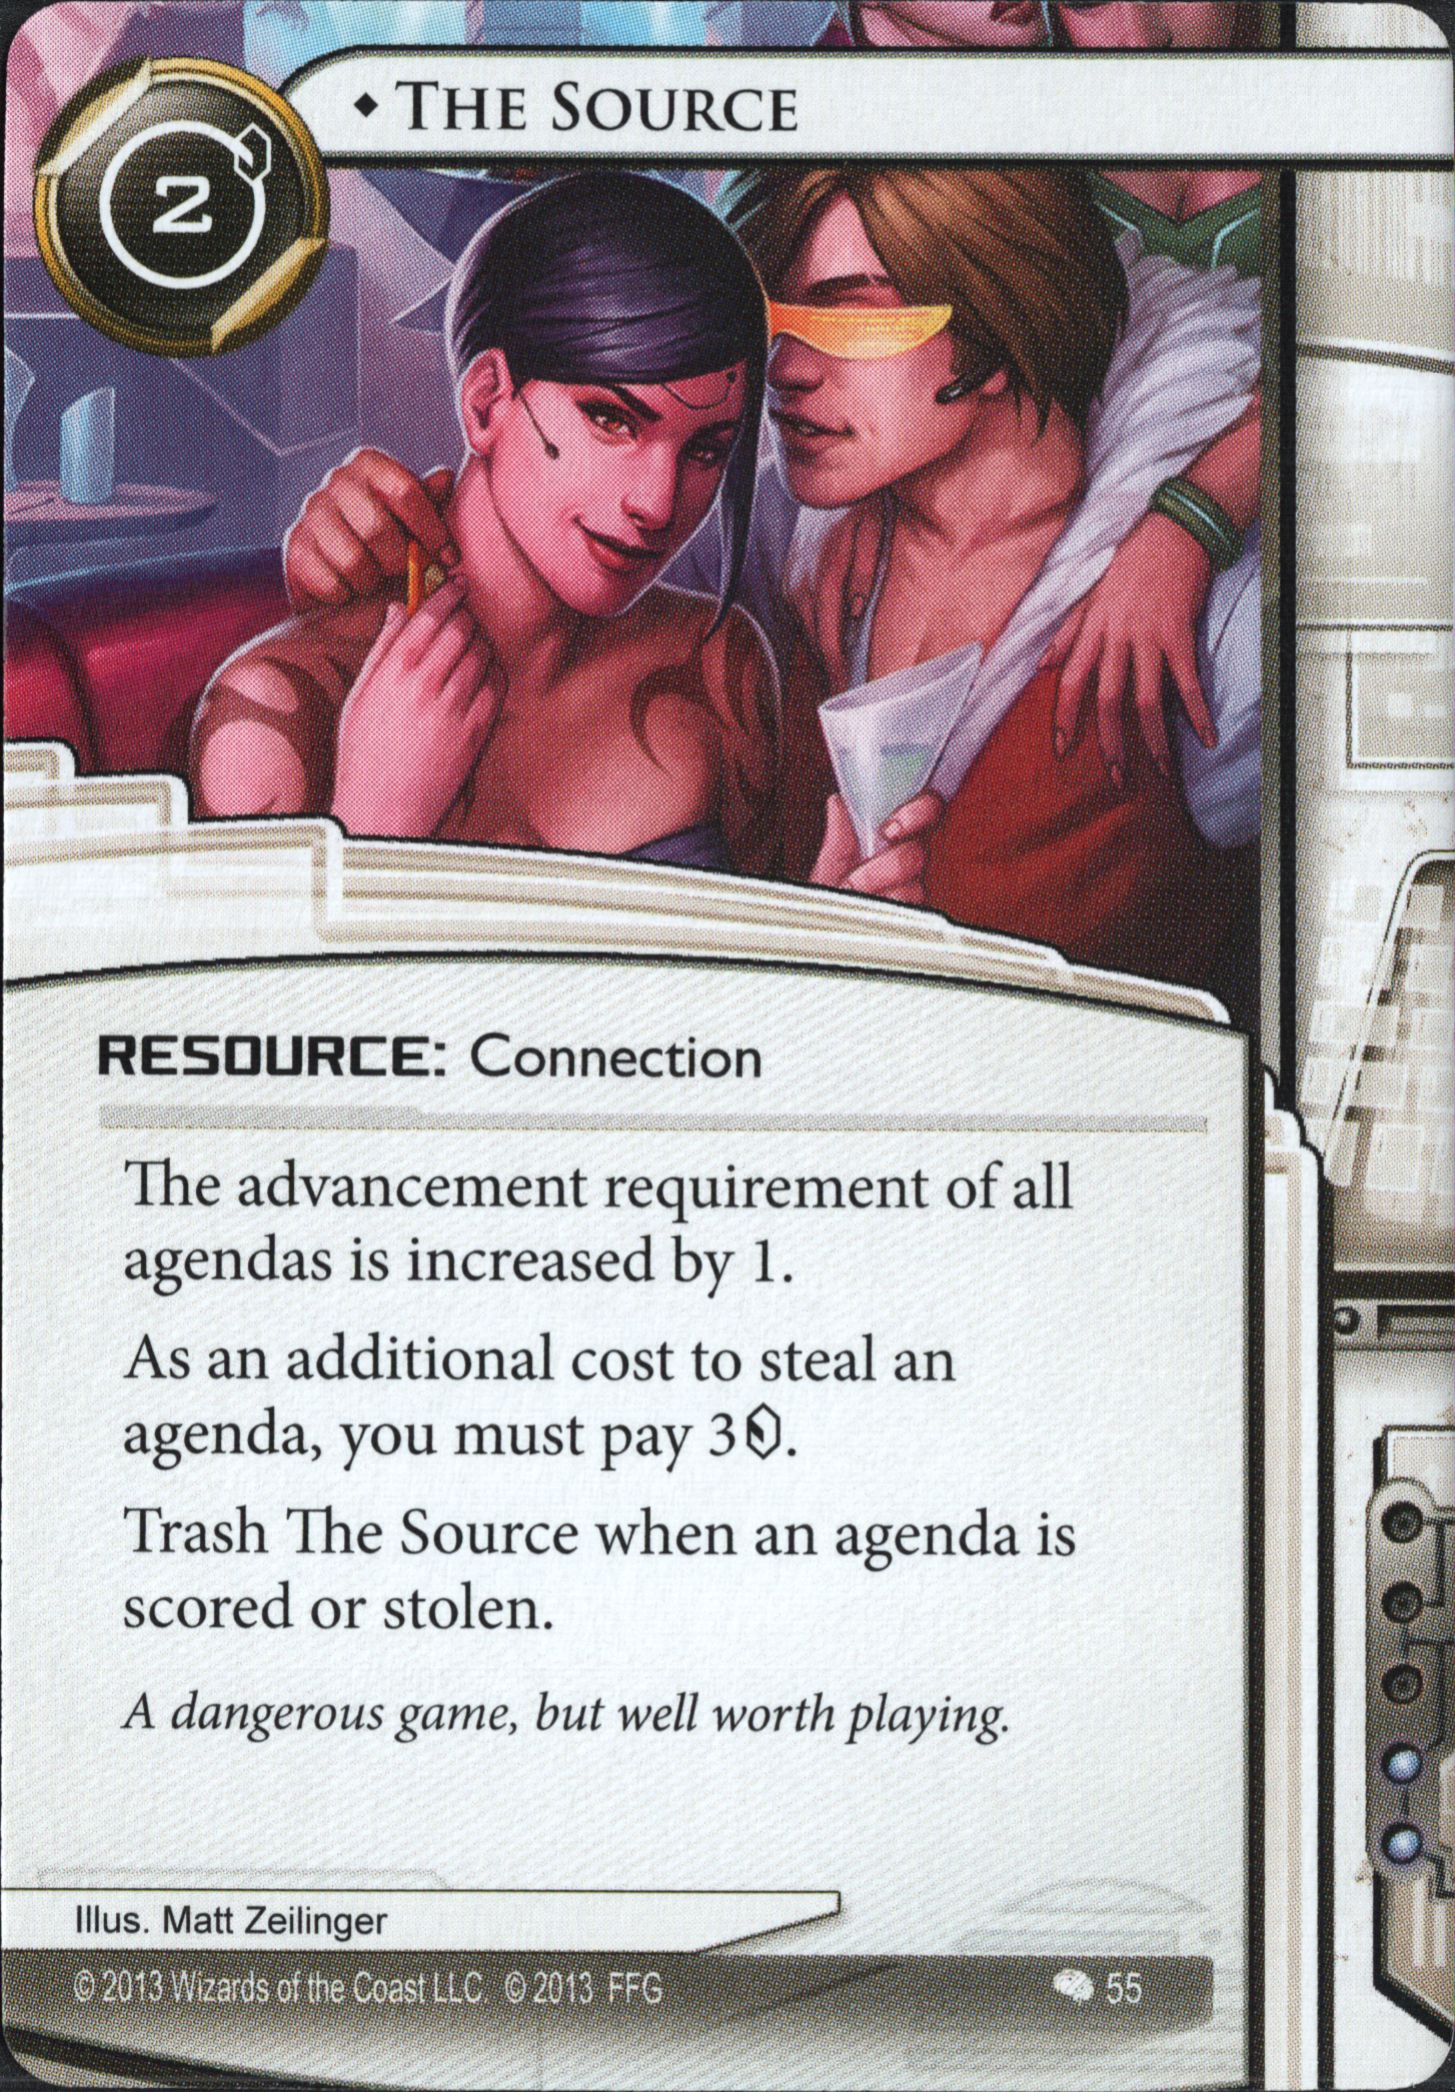 2
◆ THE SOURCE
RESOURCE: Connection
The advancement requirement of all
agendas is increased by 1.
As an additional cost to steal an
agenda, you must pay 3.
Trash The Source when an agenda is
scored or stolen.
A dangerous game, but well worth playing.
Illus. Matt Zeilinger
© 2013 Wizards of the Coast LLC. © 2013 FFG
55